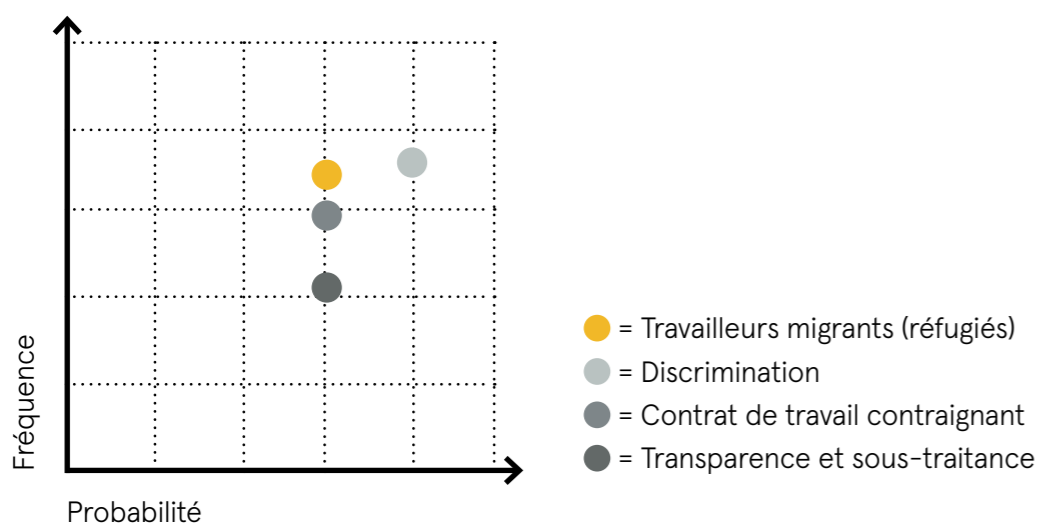 Fréquence
Probabilité
= Travailleurs migrants (réfugiés)
= Discrimination
= Contrat de travail contraignant
= Transparence et sous-traitance